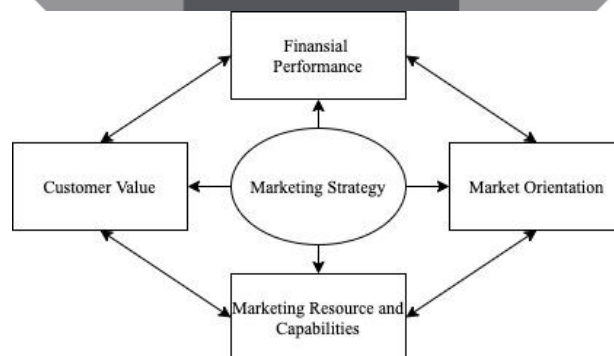 Finansial
Performance
Customer Value
Marketing Strategy
Market Orientation
Marketing Resource and
Capabilities